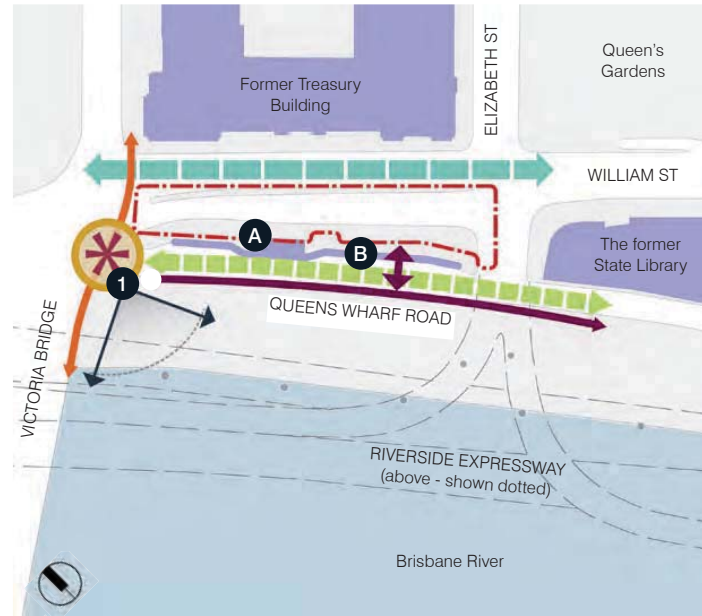 Former Treasury
Building
ELIZABETH ST
Queen's
Gardens
WILLIAM ST
A
B
The former
State Library
1
QUEENS WHARF ROAD
VICTORIA BRIDGE
RIVERSIDE EXPRESSWAY
(above - shown dotted)
Brisbane River